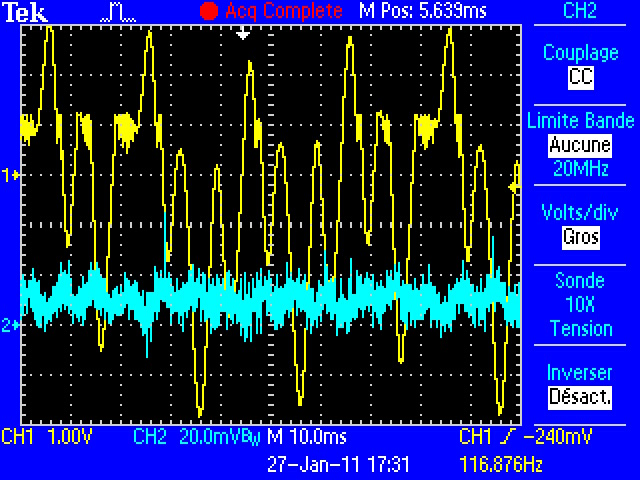 Tek Acq Complete M Pos: 5.639ms CH2
Couplage
CC
Limite Bande
Aucune
20MHz
1
Volts/div
Gros
Sonde
10X
Tension
2
Inverser
Désact.
CH1 1.00V CH2 20.0mVBw M 10.0ms CH1 -240mV
27-Jan-11 17:31 116.876Hz